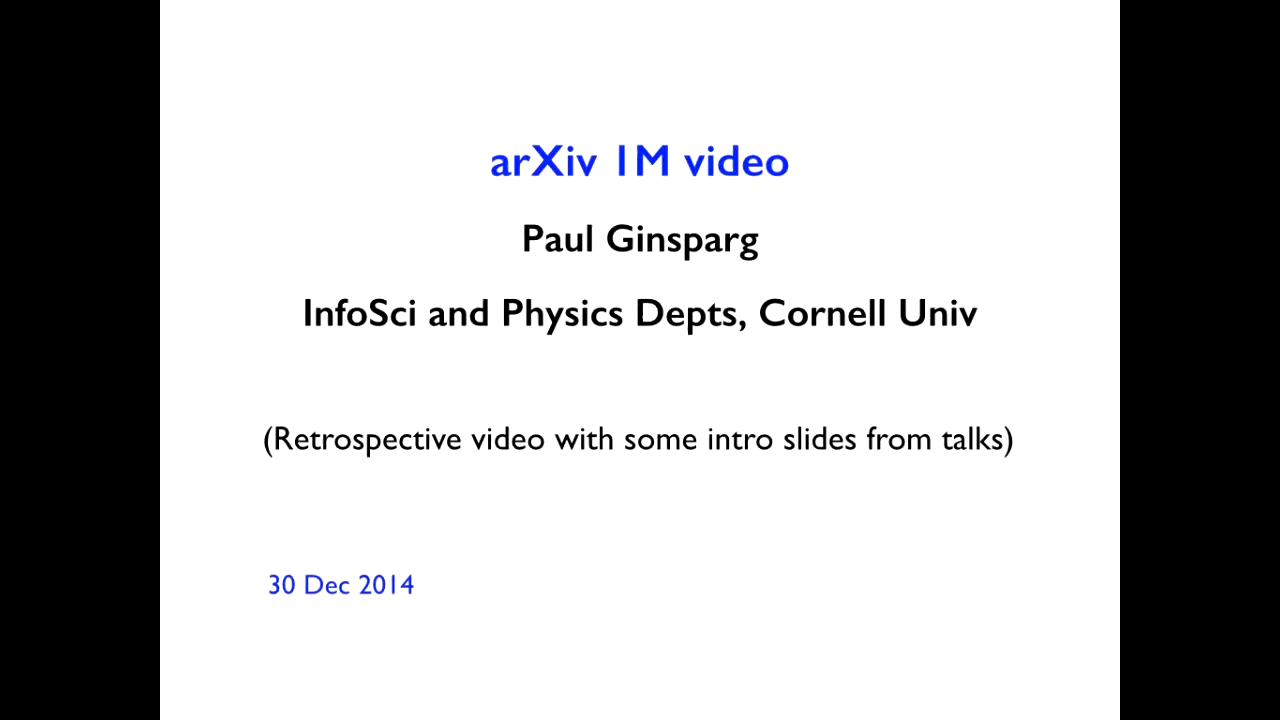 arXiv 1M video
Paul Ginsparg
InfoSci and Physics Depts, Cornell Univ
(Retrospective video with some intro slides from talks)
30 Dec 2014